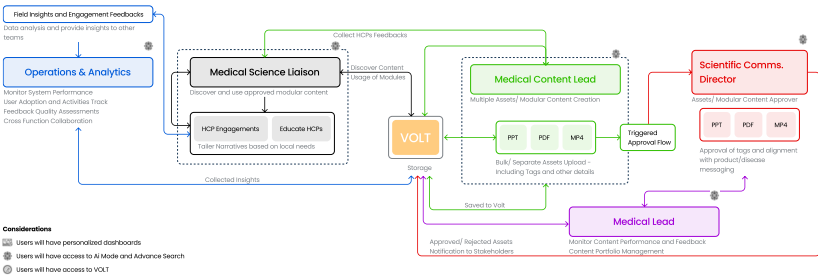 Field Insights and Engagement Feedbacks
Data analysis and provide insights to other
teams
Operations & Analytics
Monitor System Performance
User Adoption and Activities Track
Feedback Quality Assessments
Cross Function Collaboration
Collected Insights
Medical Science Liaison
Discover and use approved modular content
HCP Engagements
Educate HCPs
Tailer Narratives based on local needs
Collect HCPs Feedbacks
Discover Content
Usage of Modules
VOLT
Storage
Medical Content Lead
Multiple Assets/ Modular Content Creation
PPT
PDF
MP4
Bulk/ Separate Assets Upload -
Including Tags and other details
Saved to Volt
Triggered
Approval Flow
Scientific Comms.
Director
Assets/ Modular Content Approver
PPT
PDF
MP4
Approval of tags and alignment
with product/disease
messaging
Medical Lead
Monitor Content Performance and Feedback
Content Portfolio Management
Approved/ Rejected Assets
Notification to Stakeholders
Considerations
Users will have personalized dashboards
Users will have access to Ai Mode and Advance Search
Users will have access to VOLT